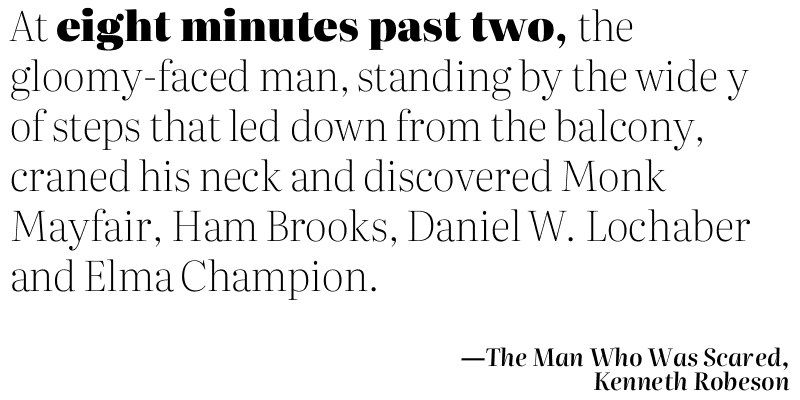 At eight minutes past two, the
gloomy-faced man, standing by the wide y
of steps that led down from the balcony,
craned his neck and discovered Monk
Mayfair, Ham Brooks, Daniel W. Lochaber
and Elma Champion.
—The Man Who Was Scared,
Kenneth Robeson